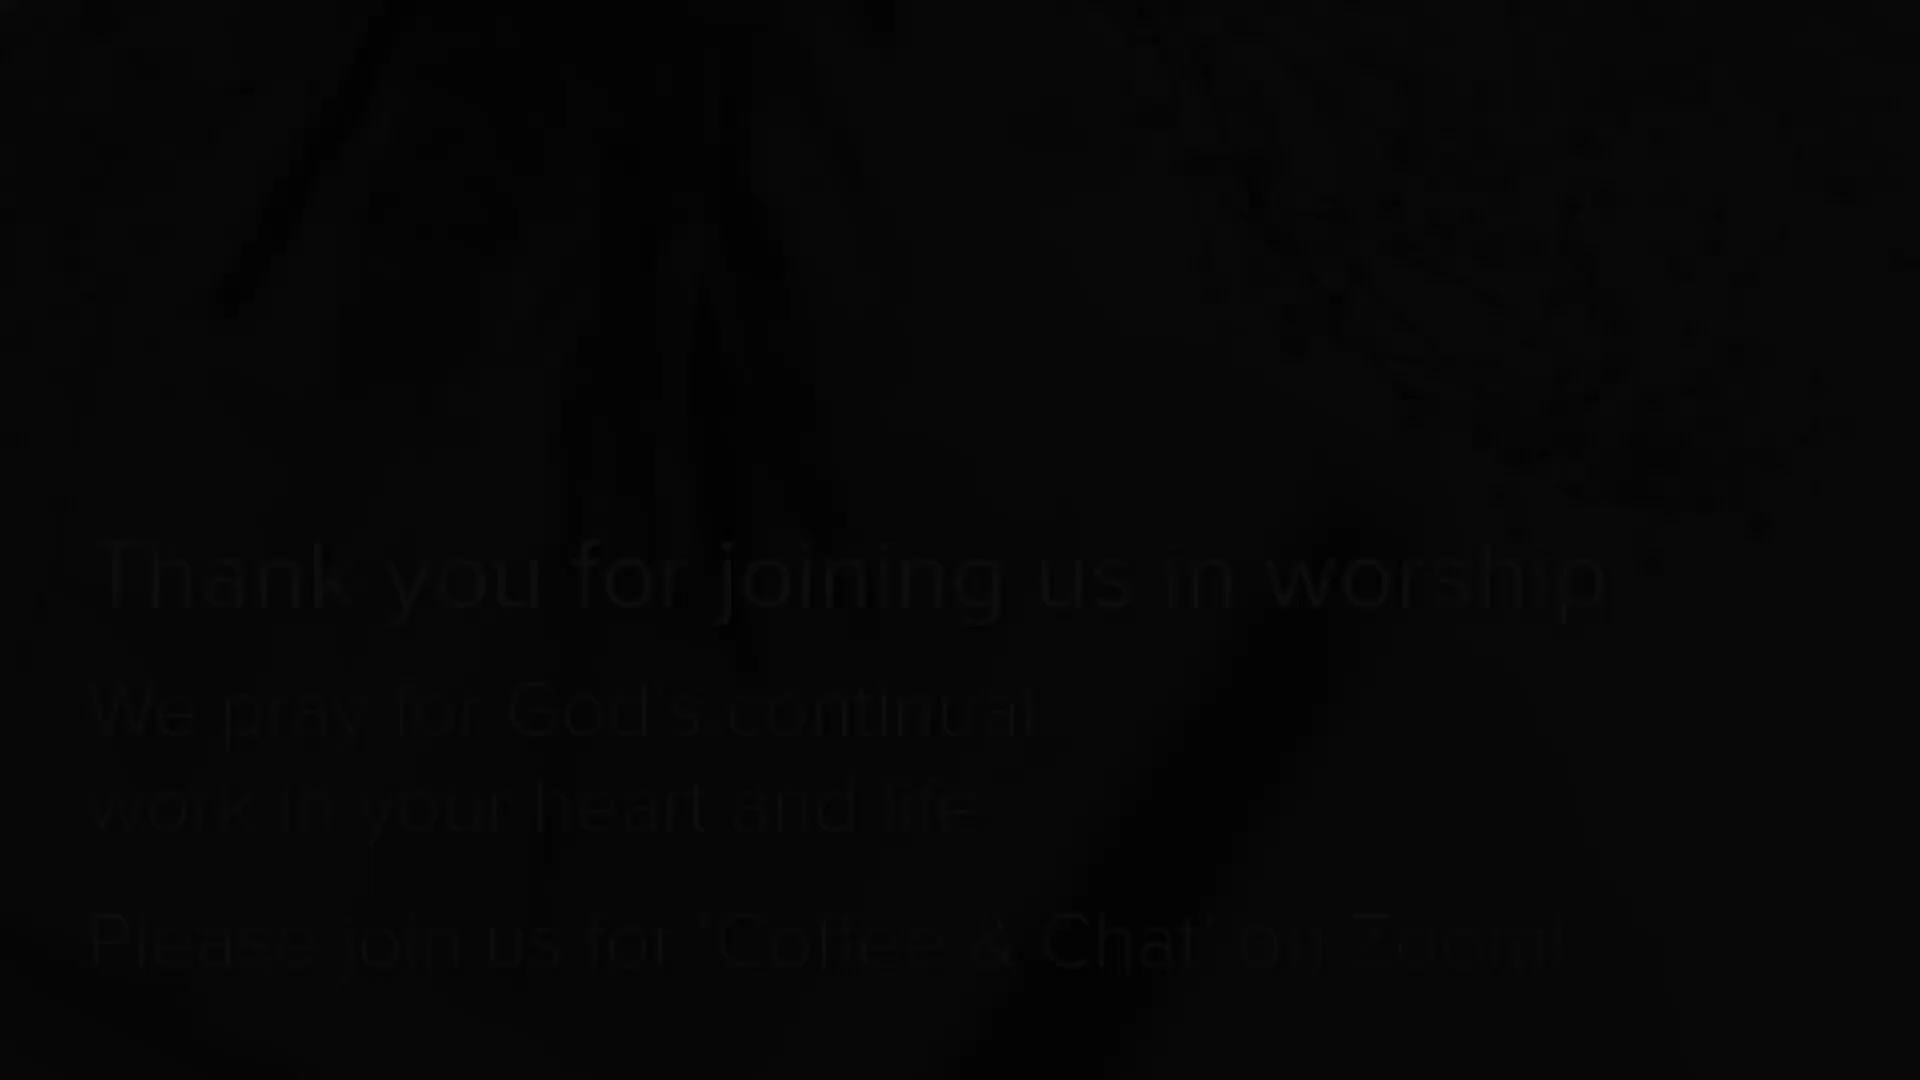 Thank you for joining us in worship
We pray for God's continual
work in your heart and life
Please join us for 'Coffee & Chat' on Zoom!